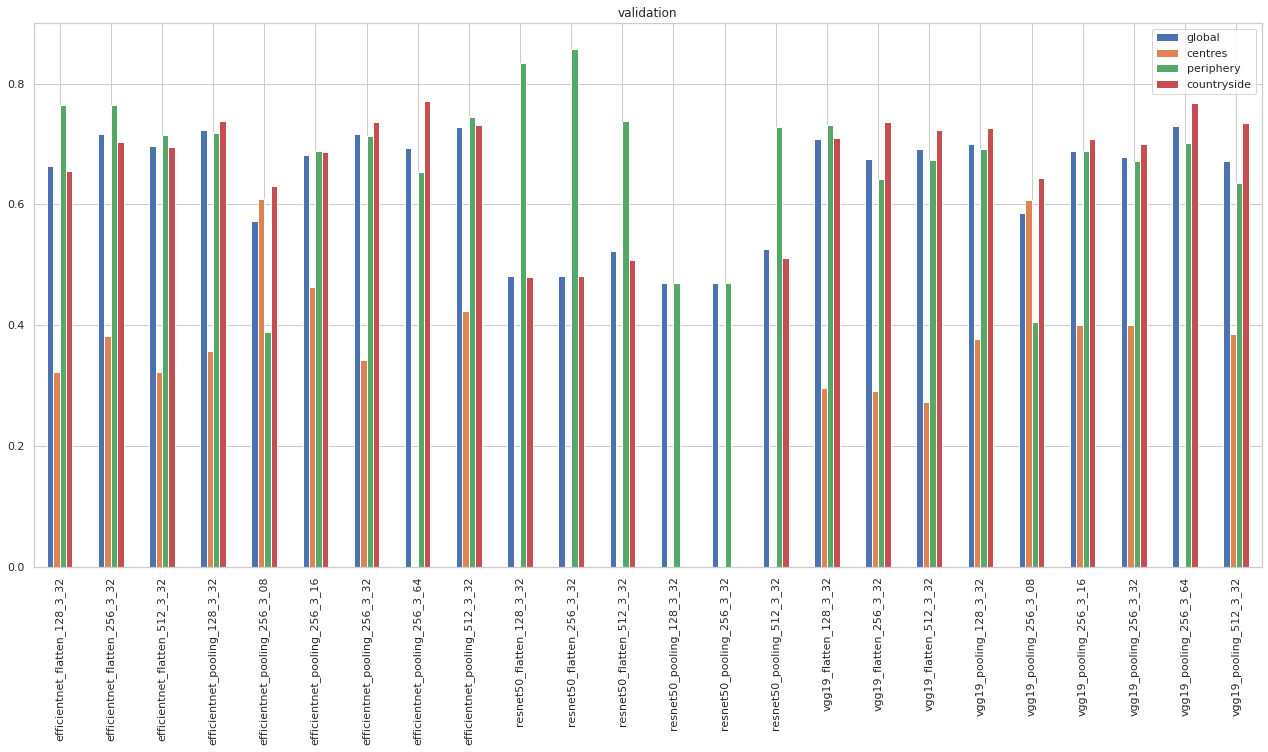 validation
global
centres
periphery
countryside
0.8
0.6
0.4
0.2
0.0
efficientnet_flatten_128_3_32
efficientnet_flatten_256_3_32
efficientnet_flatten_512_3_32
efficientnet_pooling_128_3_32
efficientnet_pooling_256_3_08
efficientnet_pooling_256_3_16
efficientnet_pooling_256_3_32
efficientnet_pooling_256_3_64
efficientnet_pooling_512_3_32
resnet50_flatten_128_3_32
resnet50_flatten_256_3_32
resnet50_flatten_512_3_32
resnet50_pooling_128_3_32
resnet50_pooling_256_3_32
resnet50_pooling_512_3_32
vgg19_flatten_128_3_32
vgg19_flatten_256_3_32
vgg19_flatten_512_3_32
vgg19_pooling_128_3_32
vgg19_pooling_256_3_08
vgg19_pooling_256_3_16
vgg19_pooling_256_3_32
vgg19_pooling_256_3_64
vgg19_pooling_512_3_32